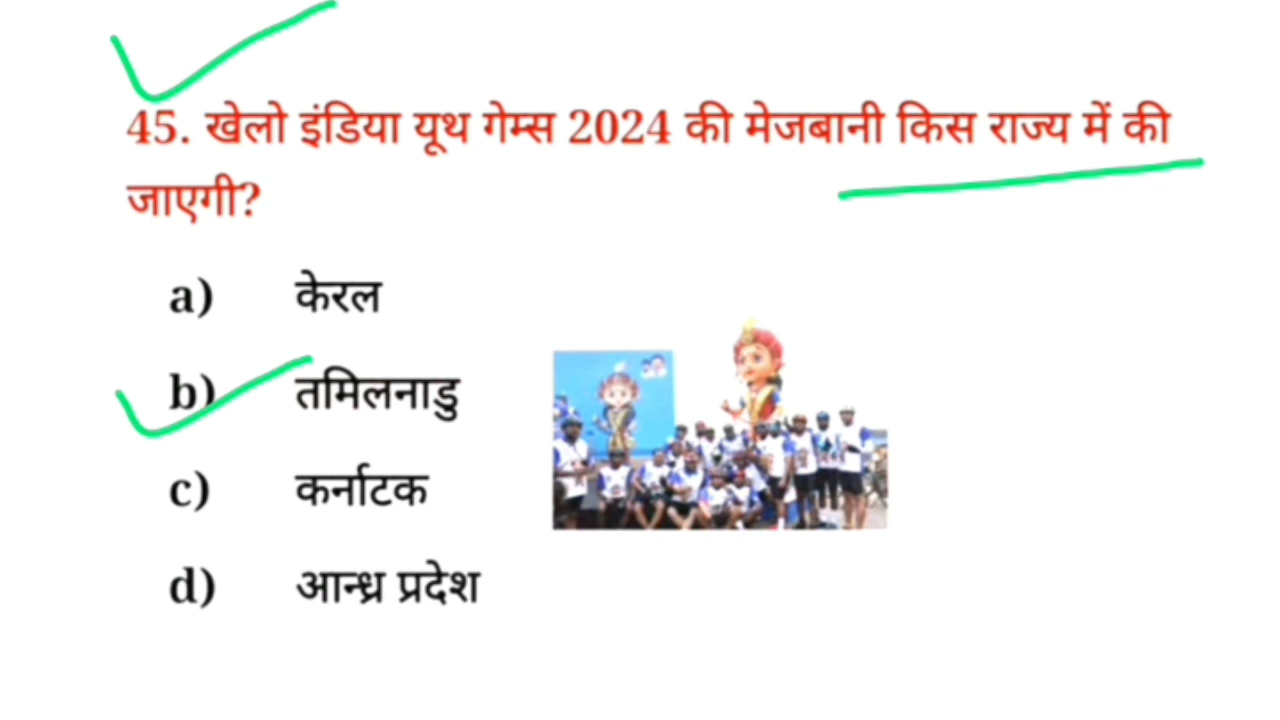 45. खेलो इंडिया यूथ गेम्स 2024 की मेजबानी किस राज्य में की
जाएगी?
a) केरल
b) तमिलनाडु
c) कर्नाटक
d) आन्ध्र प्रदेश